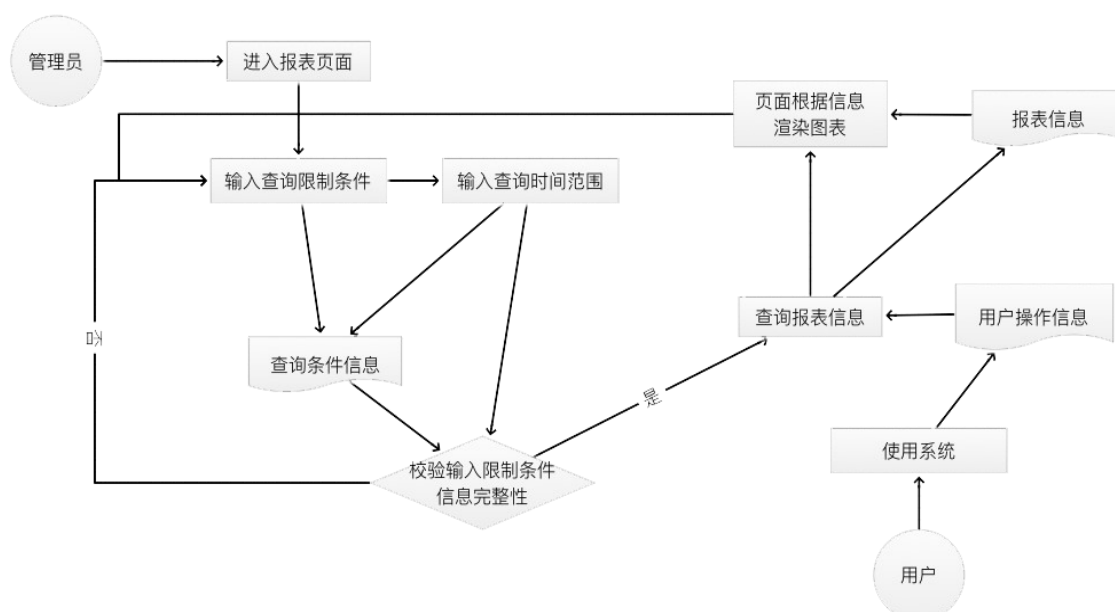 管理员
进入报表页面
页面根据信息
渲染图表
报表信息
输入查询限制条件
输入查询时间范围
查询报表信息
用户操作信息
否
查询条件信息
是
校验输入限制条件
信息完整性
使用系统
用户